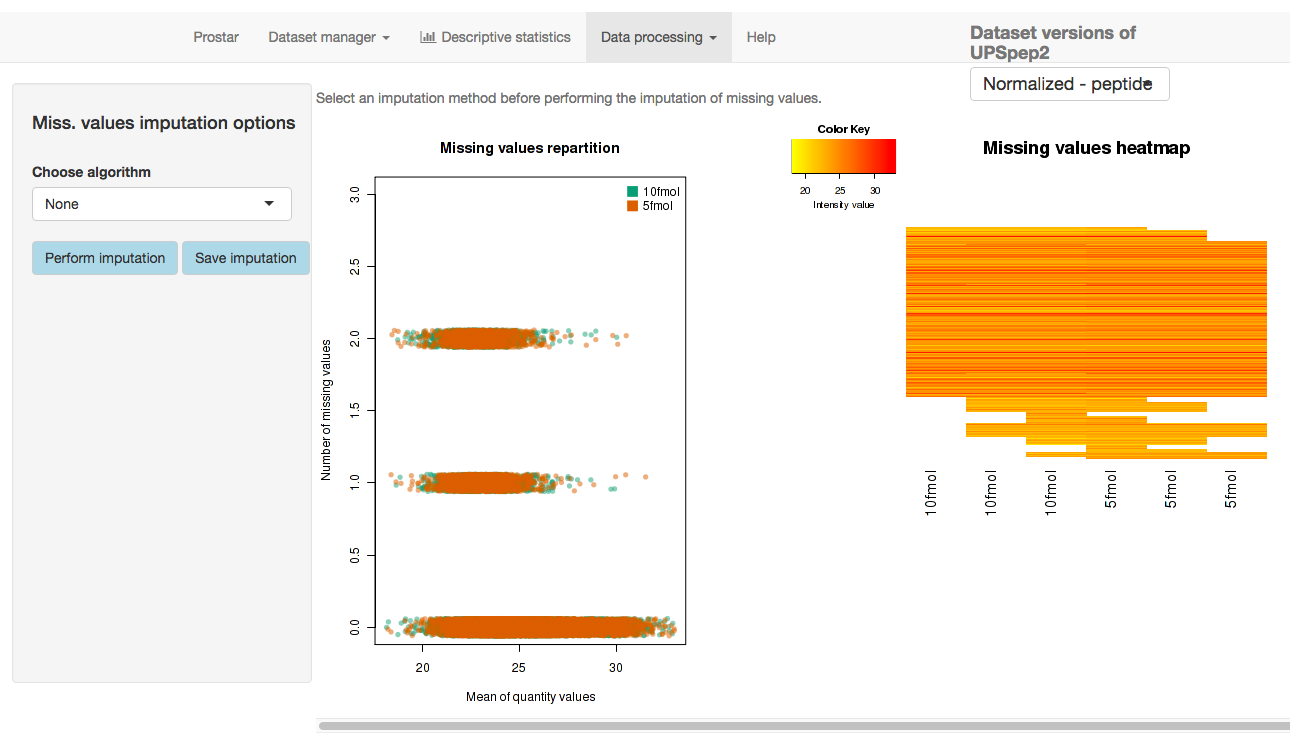 Prostar
Dataset manager
Descriptive statistics
Data processing
Help
Dataset versions of
UPSpep2
Normalized - peptide
Miss. values imputation options
Choose algorithm
None
Perform imputation
Save imputation
Select an imputation method before performing the imputation of missing values.
Missing values repartition
10fmol
5fmol
3.0
2.5
2.0
1.5
1.0
0.5
0.0
Number of missing values
20
25
30
Mean of quantity values
Color Key
20
25
30
Intensity value
Missing values heatmap
10fmol
10fmol
10fmol
5fmol
5fmol
5fmol